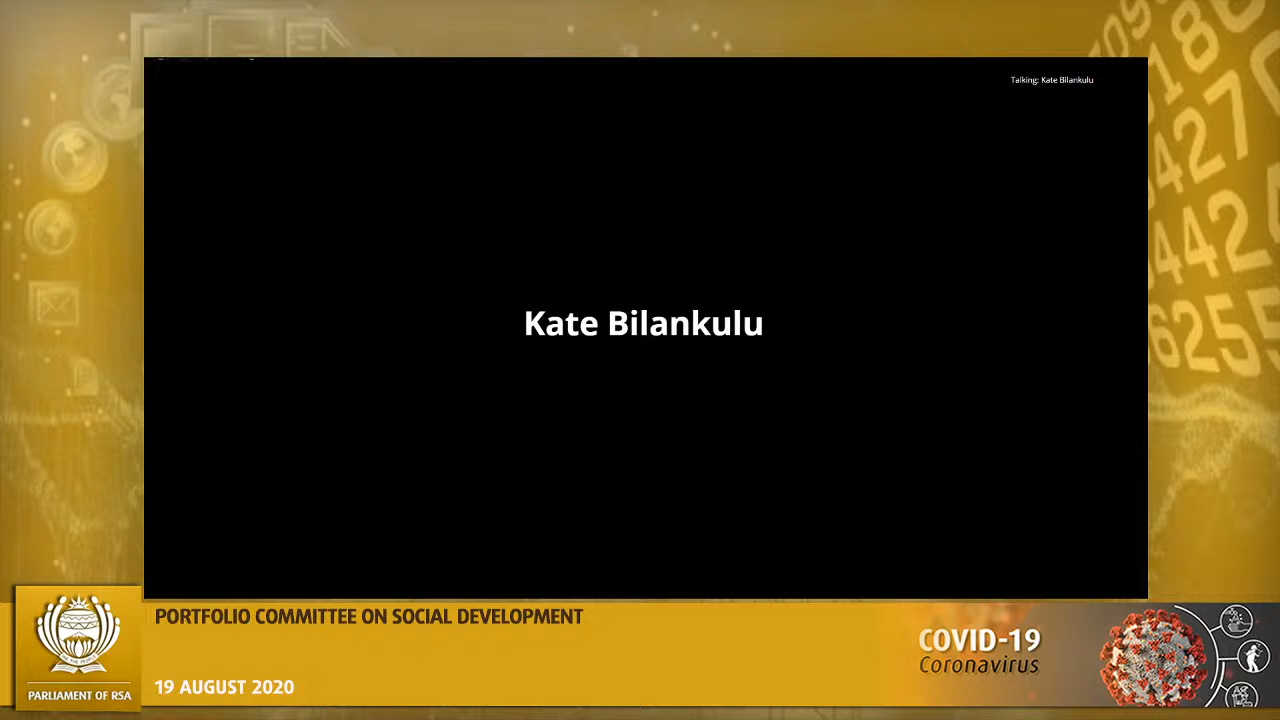 Talking: Kate Bilankulu
Kate Bilankulu
PORTFOLIO COMMITTEE ON SOCIAL DEVELOPMENT
COVID-19
Coronavirus
PARLIAMENT OF RSA
19 AUGUST 2020